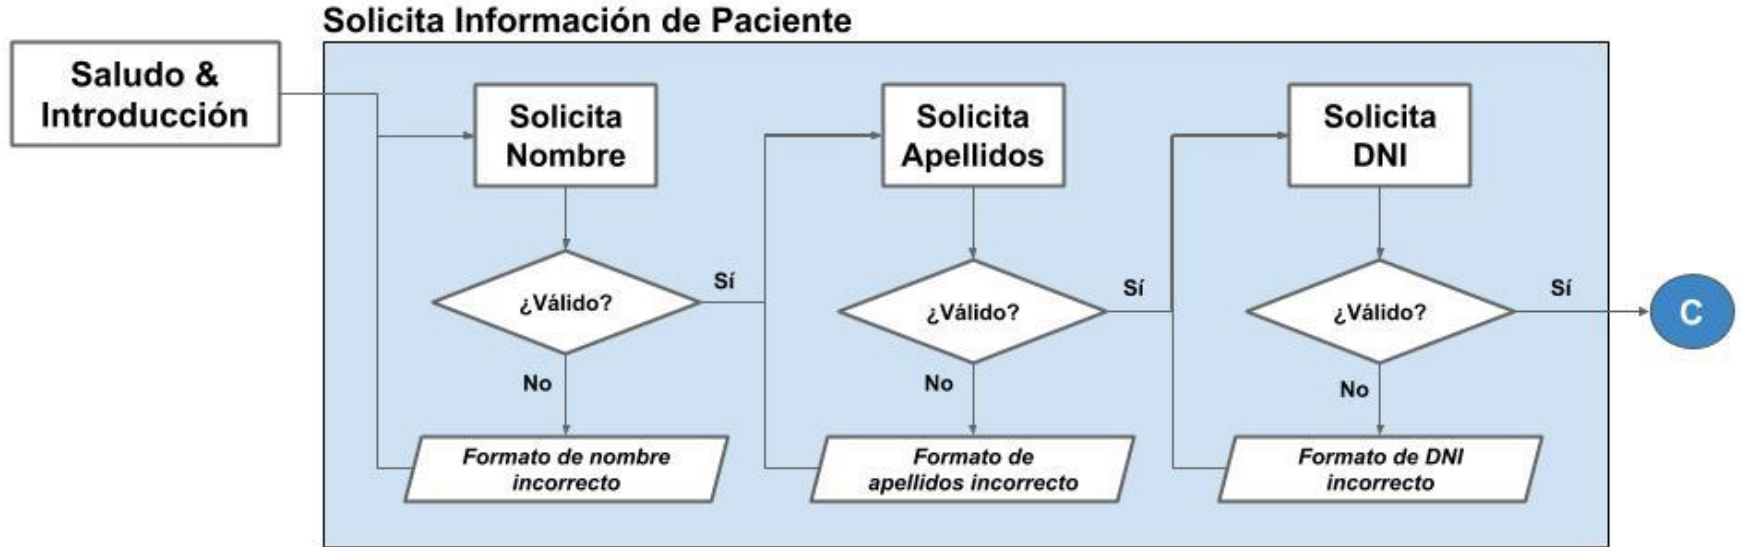 Solicita Información de Paciente
Saludo &
Introducción
Solicita
Nombre
¿Válido?
Sí
No
Formato de nombre
incorrecto
Solicita
Apellidos
¿Válido?
Sí
No
Formato de
apellidos incorrecto
Solicita
DNI
¿Válido?
Sí
No
Formato de DNI
incorrecto
C